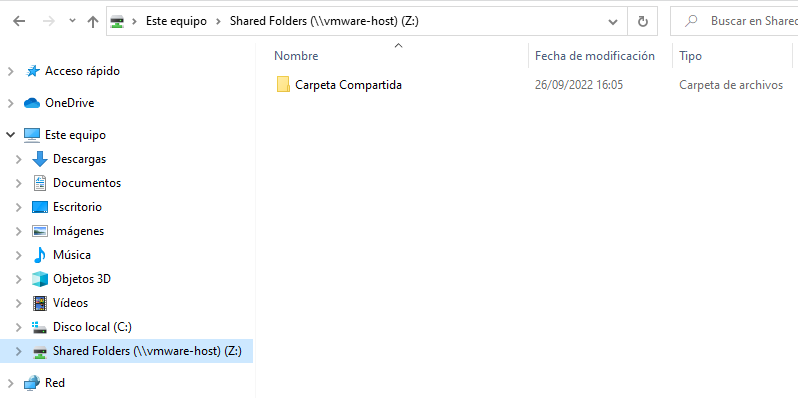 Este equipo > Shared Folders (\\vmware-host) (Z:)
Buscar en Shared
Nombre
Fecha de modificación
Tipo
Carpeta Compartida
26/09/2022 16:05
Carpeta de archivos
Acceso rápido
OneDrive
Este equipo
Descargas
Documentos
Escritorio
Imágenes
Música
Objetos 3D
Vídeos
Disco local (C:)
Shared Folders (\\vmware-host) (Z:)
Red